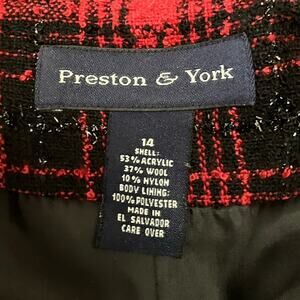 Preston & York
14
SHELL:
53% ACRYLIC
37% WOOL
10% NYLON
BODY LINING:
100% POLYESTER
MADE IN
EL SALVADOR
CARE OVER